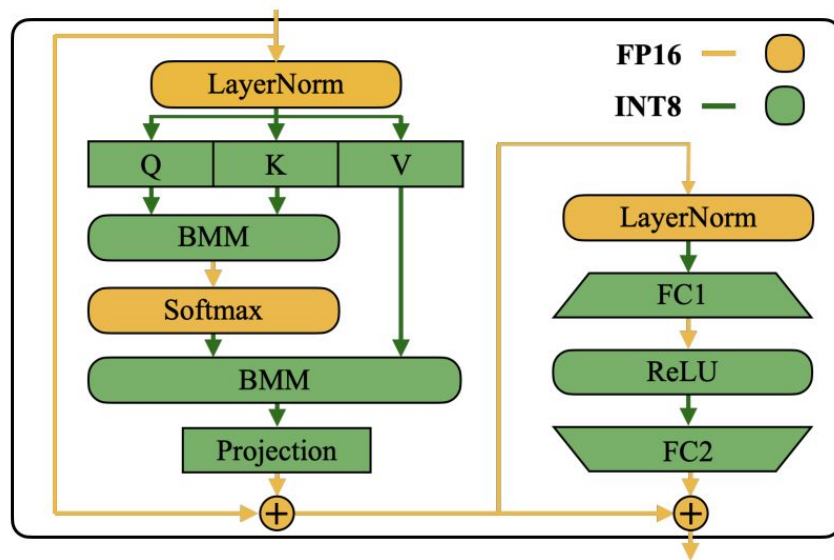 FP16
INT8
LayerNorm
Q K V
BMM
Softmax
BMM
Projection
+
LayerNorm
FC1
ReLU
FC2
+